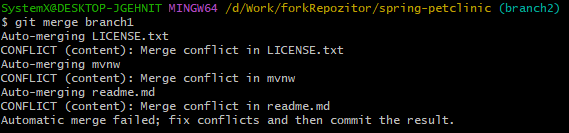 SystemX@DESKTOP-JGEHNIT MINGW64 /d/Work/forkRepozitor/spring-petclinic (branch2)
$ git merge branch1
Auto-merging LICENSE.txt
CONFLICT (content): Merge conflict in LICENSE.txt
Auto-merging mvnw
CONFLICT (content): Merge conflict in mvnw
Auto-merging readme.md
CONFLICT (content): Merge conflict in readme.md
Automatic merge failed; fix conflicts and then commit the result.